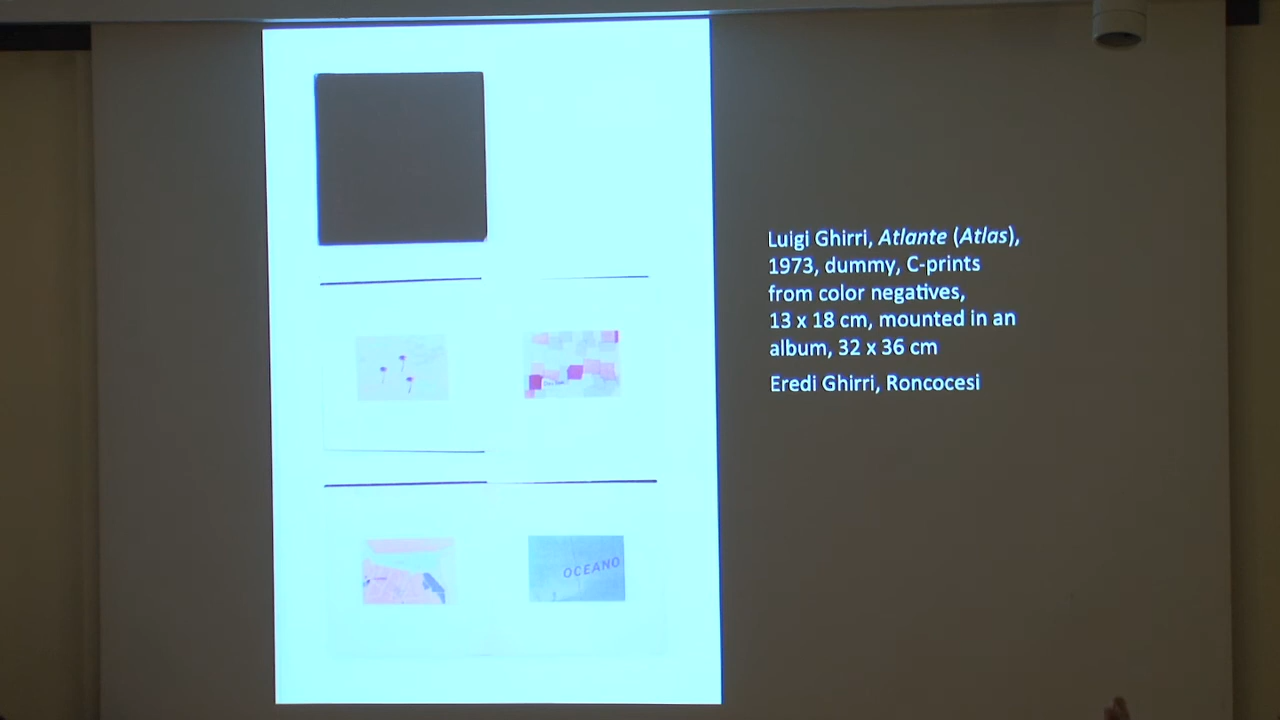 Luigi Ghirri, Atlante (Atlas),
1973, dummy, C-prints
from color negatives,
13 x 18 cm, mounted in an
album, 32 x 36 cm
Eredi Ghirri, Roncocesi
OCEANO